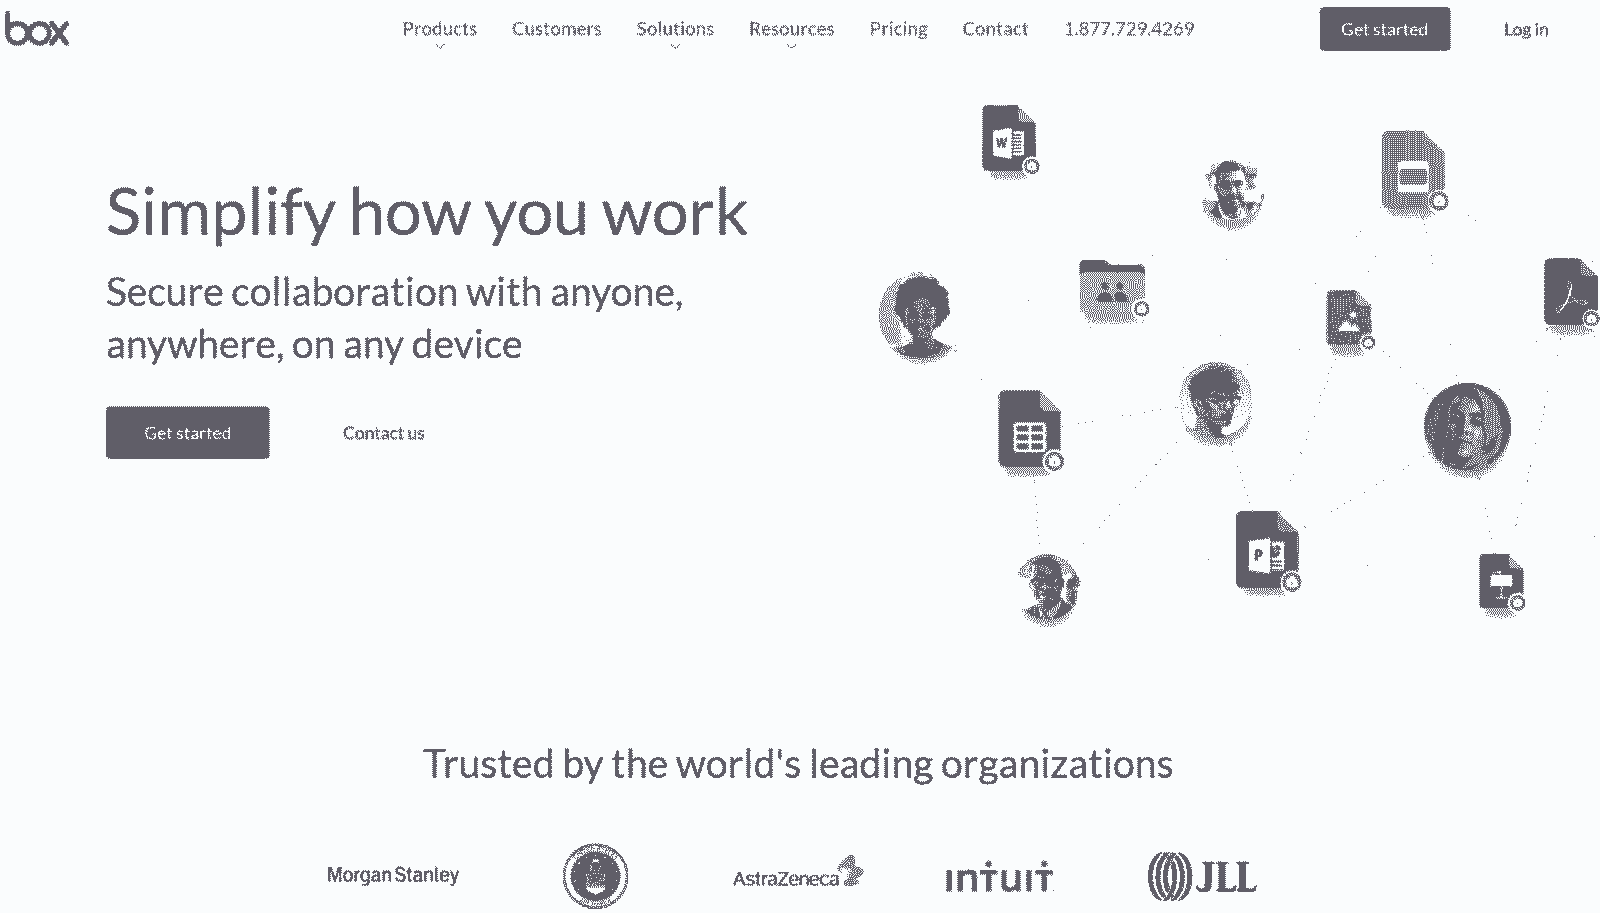 box
Products
Customers
Solutions
Resources
Pricing
Contact
1.877.729.4269
Get started
Log in
W
Simplify how you work
Secure collaboration with anyone,
anywhere, on any device
Get started
Contact us
P
Trusted by the world's leading organizations
Morgan Stanley
AstraZeneca
intuit
JLL